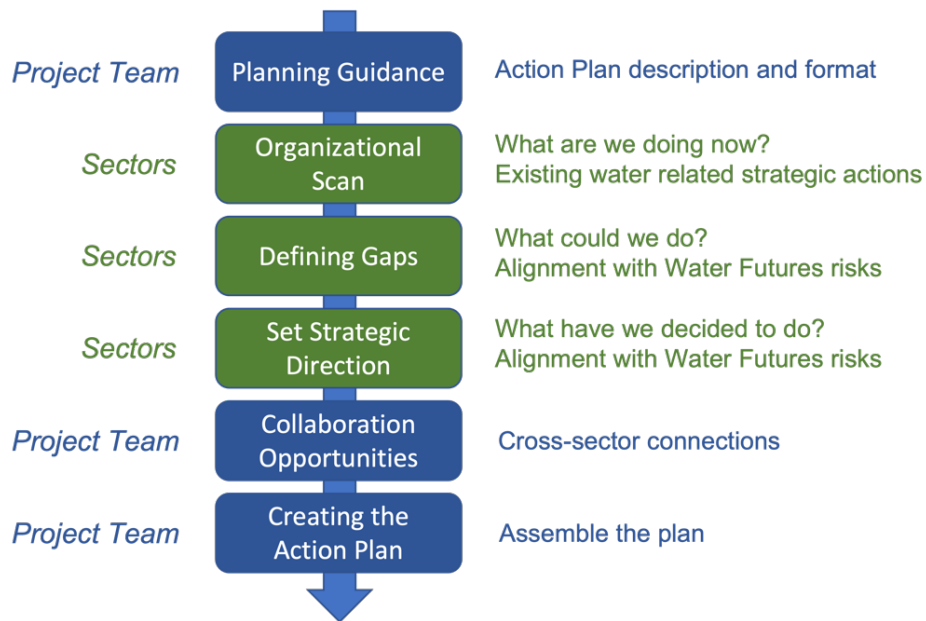 Project Team
Planning Guidance
Action Plan description and format
Sectors
Organizational
Scan
What are we doing now?
Existing water related strategic actions
Sectors
Defining Gaps
What could we do?
Alignment with Water Futures risks
Sectors
Set Strategic
Direction
What have we decided to do?
Alignment with Water Futures risks
Project Team
Collaboration
Opportunities
Cross-sector connections
Project Team
Creating the
Action Plan
Assemble the plan